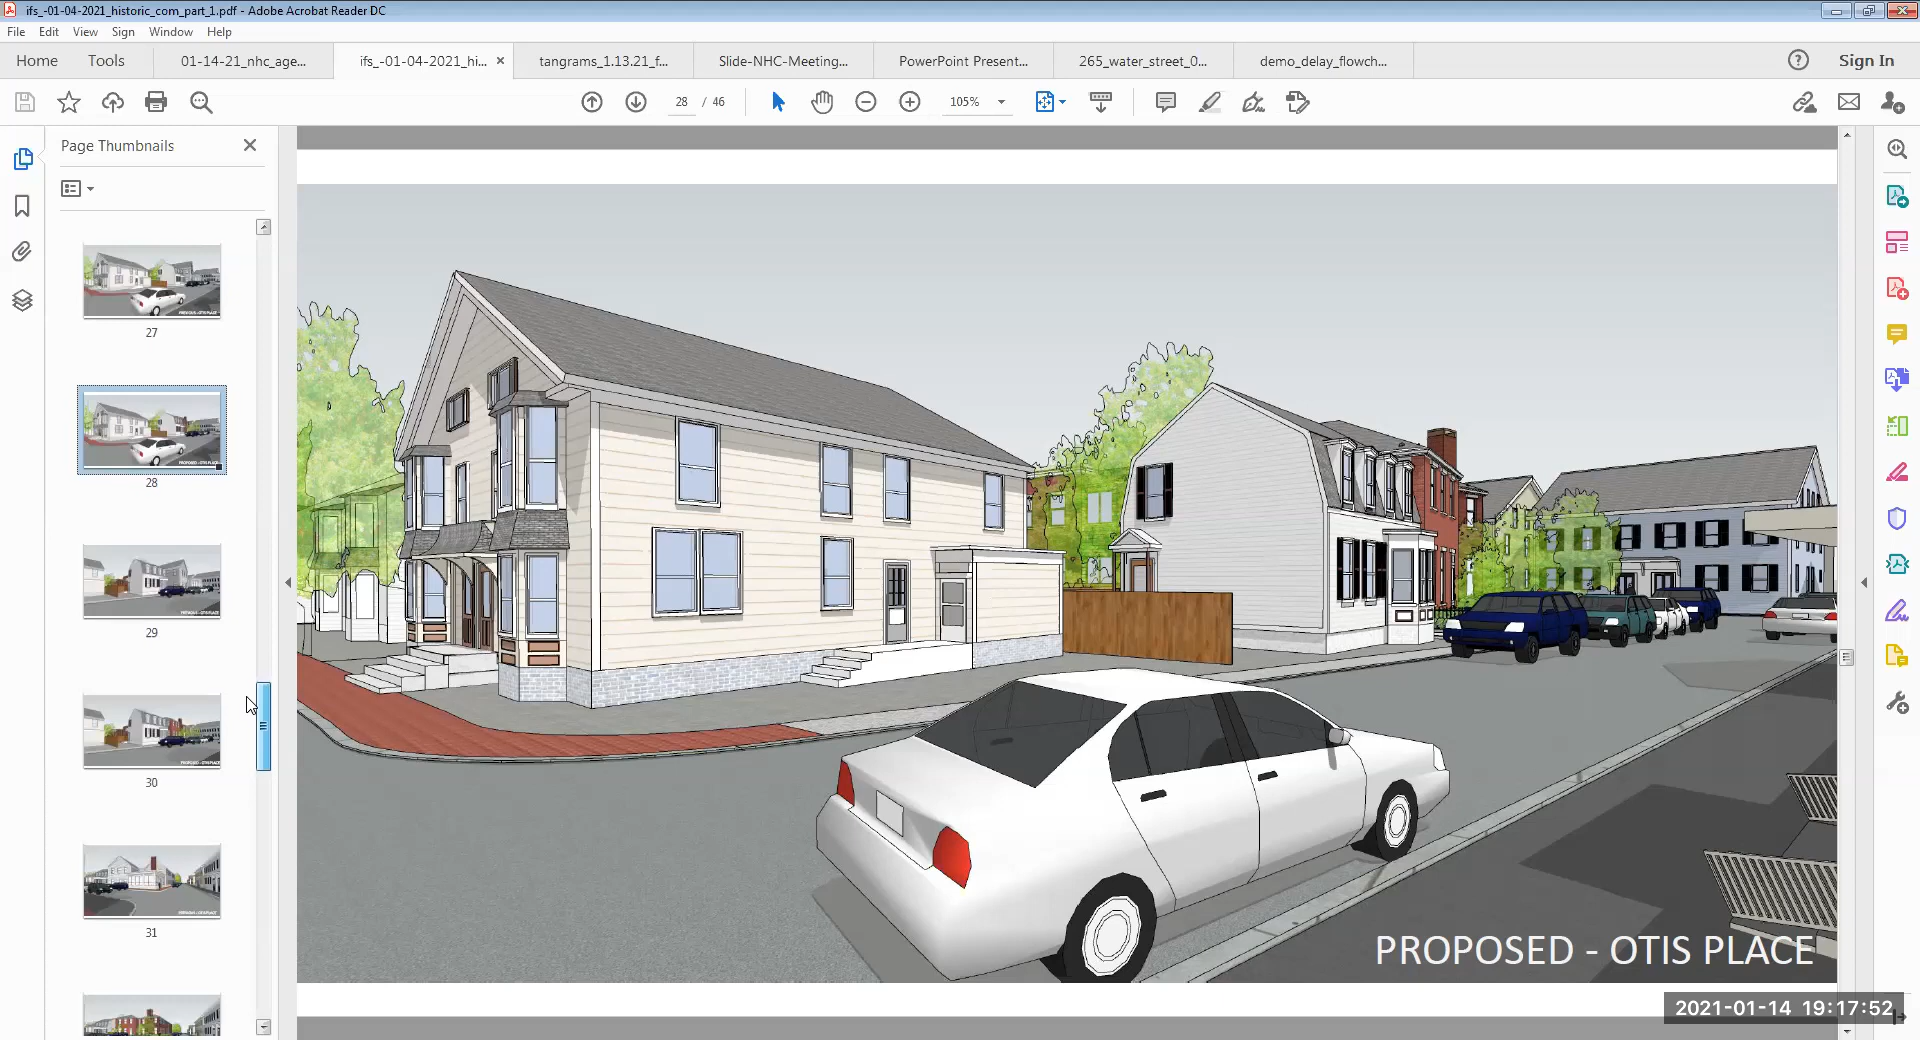 ifs_-01-04-2021_historic_com_part_1.pdf - Adobe Acrobat Reader DC
File Edit View Sign Window Help
Home Tools 01-14-21_nhc_age... ifs_-01-04-2021_hi... tangrams_1.13.21_f... Slide-NHC-Meeting... PowerPoint Present... 265_water_street_0... demo_delay_flowch... Sign In
28 / 46 105%
Page Thumbnails
27
28
29
30
31
PROPOSED - OTIS PLACE
2021-01-14 19:17:52